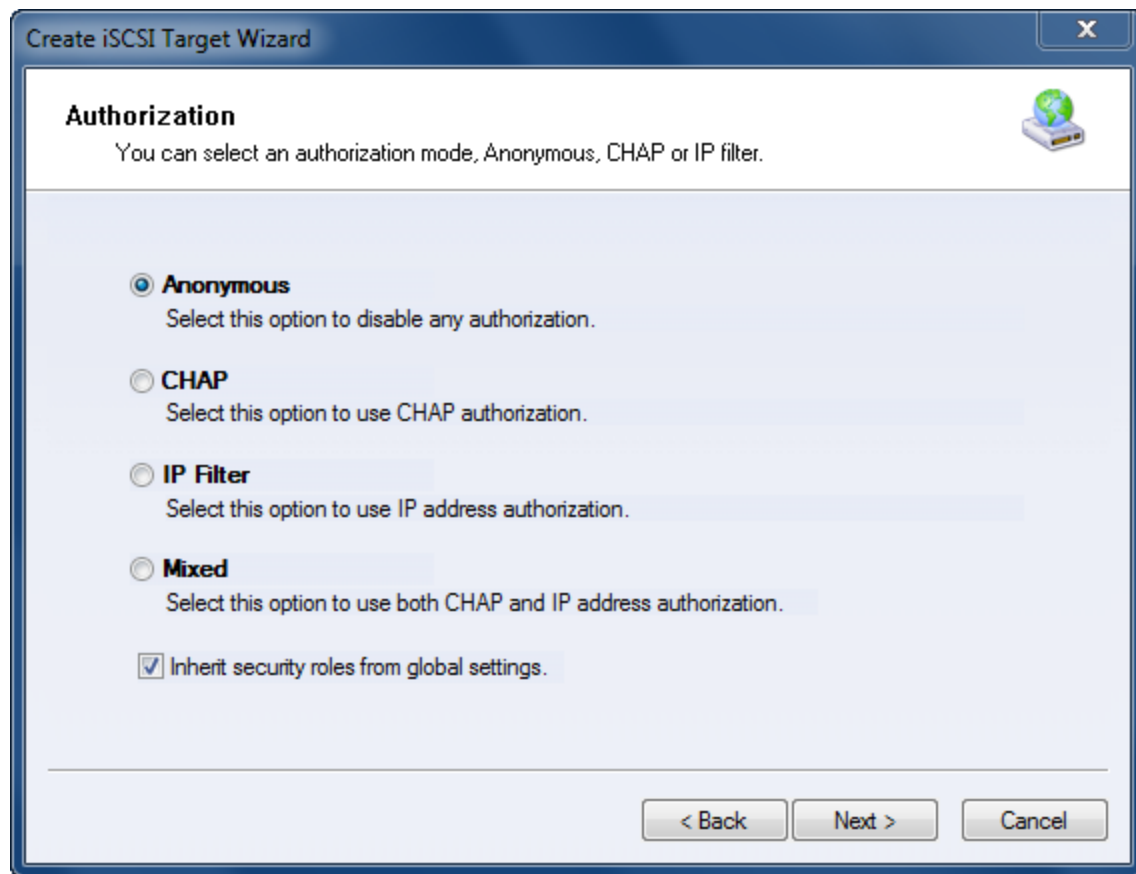 Create iSCSI Target Wizard
Authorization
You can select an authorization mode, Anonymous, CHAP or IP filter.
Anonymous
Select this option to disable any authorization.
CHAP
Select this option to use CHAP authorization.
IP Filter
Select this option to use IP address authorization.
Mixed
Select this option to use both CHAP and IP address authorization.
Inherit security roles from global settings.
< Back Next > Cancel